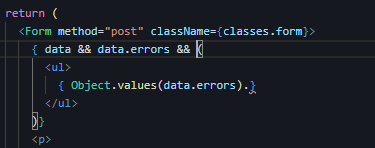 return (
<Form method="post" className={classes.form}>
{ data && data.errors && (
<ul>
{ Object.values(data.errors).}
</ul>
)}
<p>